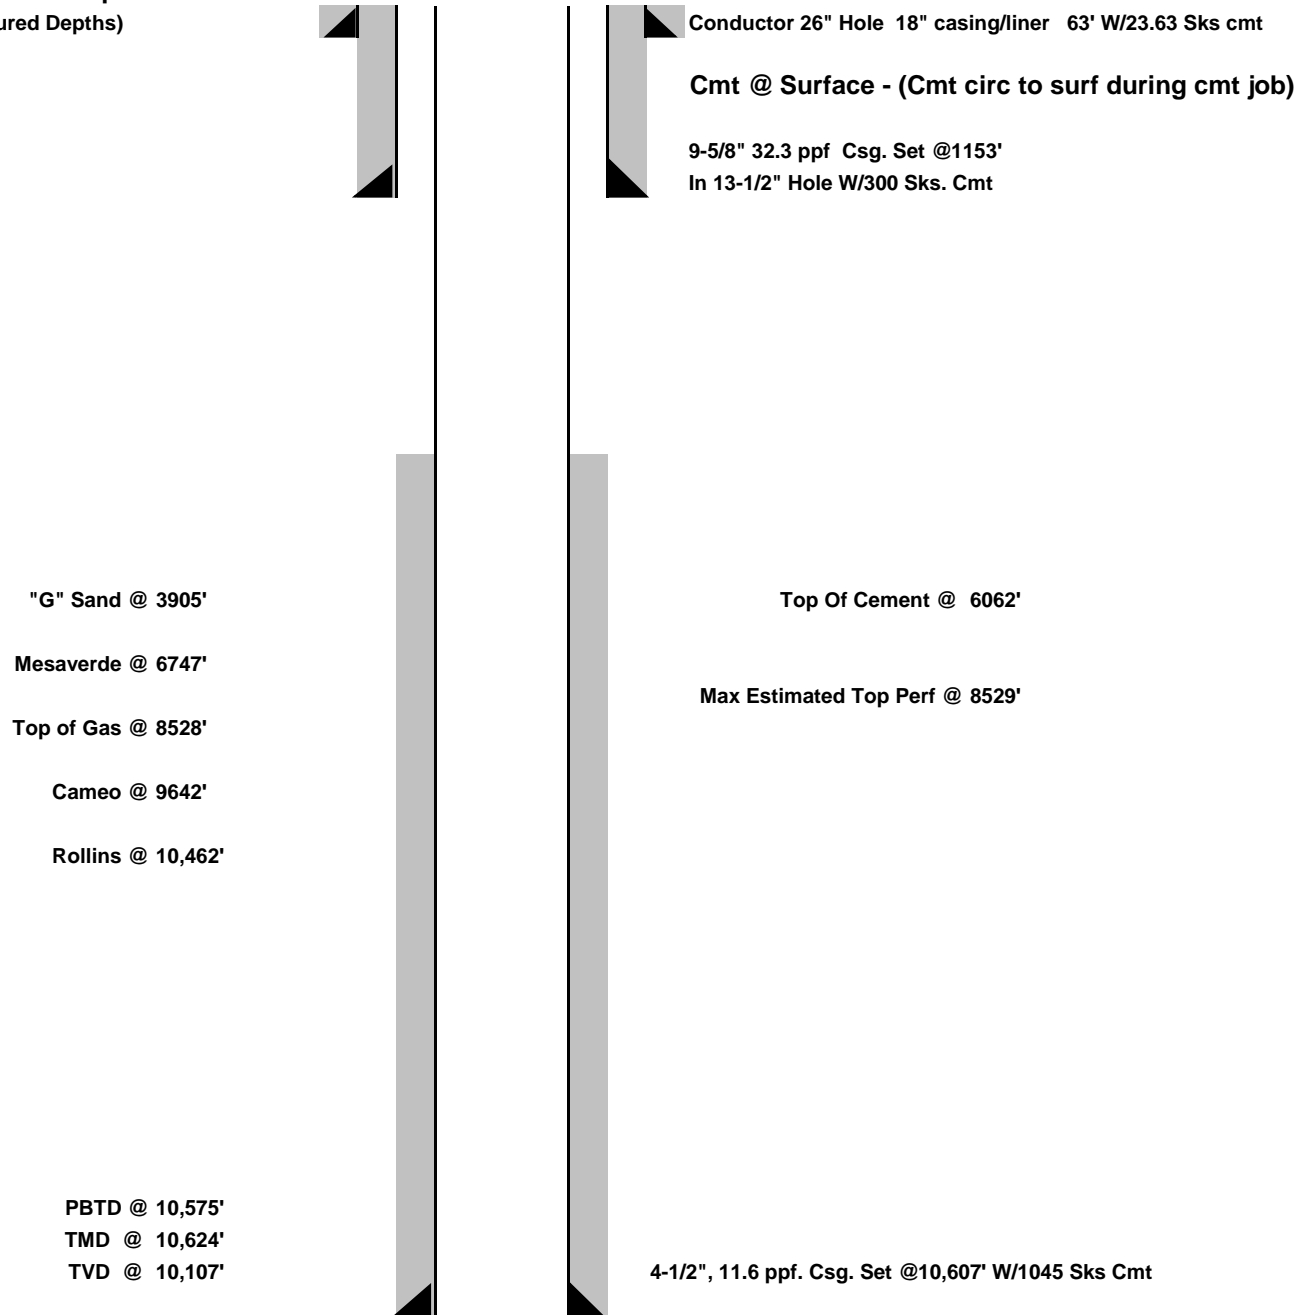 ured Depths)
Conductor 26" Hole 18" casing/liner 63' W/23.63 Sks cmt
Cmt @ Surface - (Cmt circ to surf during cmt job)
9-5/8" 32.3 ppf Csg. Set @1153'
In 13-1/2" Hole W/300 Sks. Cmt
"G" Sand @ 3905'
Top Of Cement @ 6062'
Mesaverde @ 6747'
Max Estimated Top Perf @ 8529'
Top of Gas @ 8528'
Cameo @ 9642'
Rollins @ 10,462'
PBTD @ 10,575'
TMD @ 10,624'
TVD @ 10,107'
4-1/2", 11.6 ppf. Csg. Set @10,607' W/1045 Sks Cmt